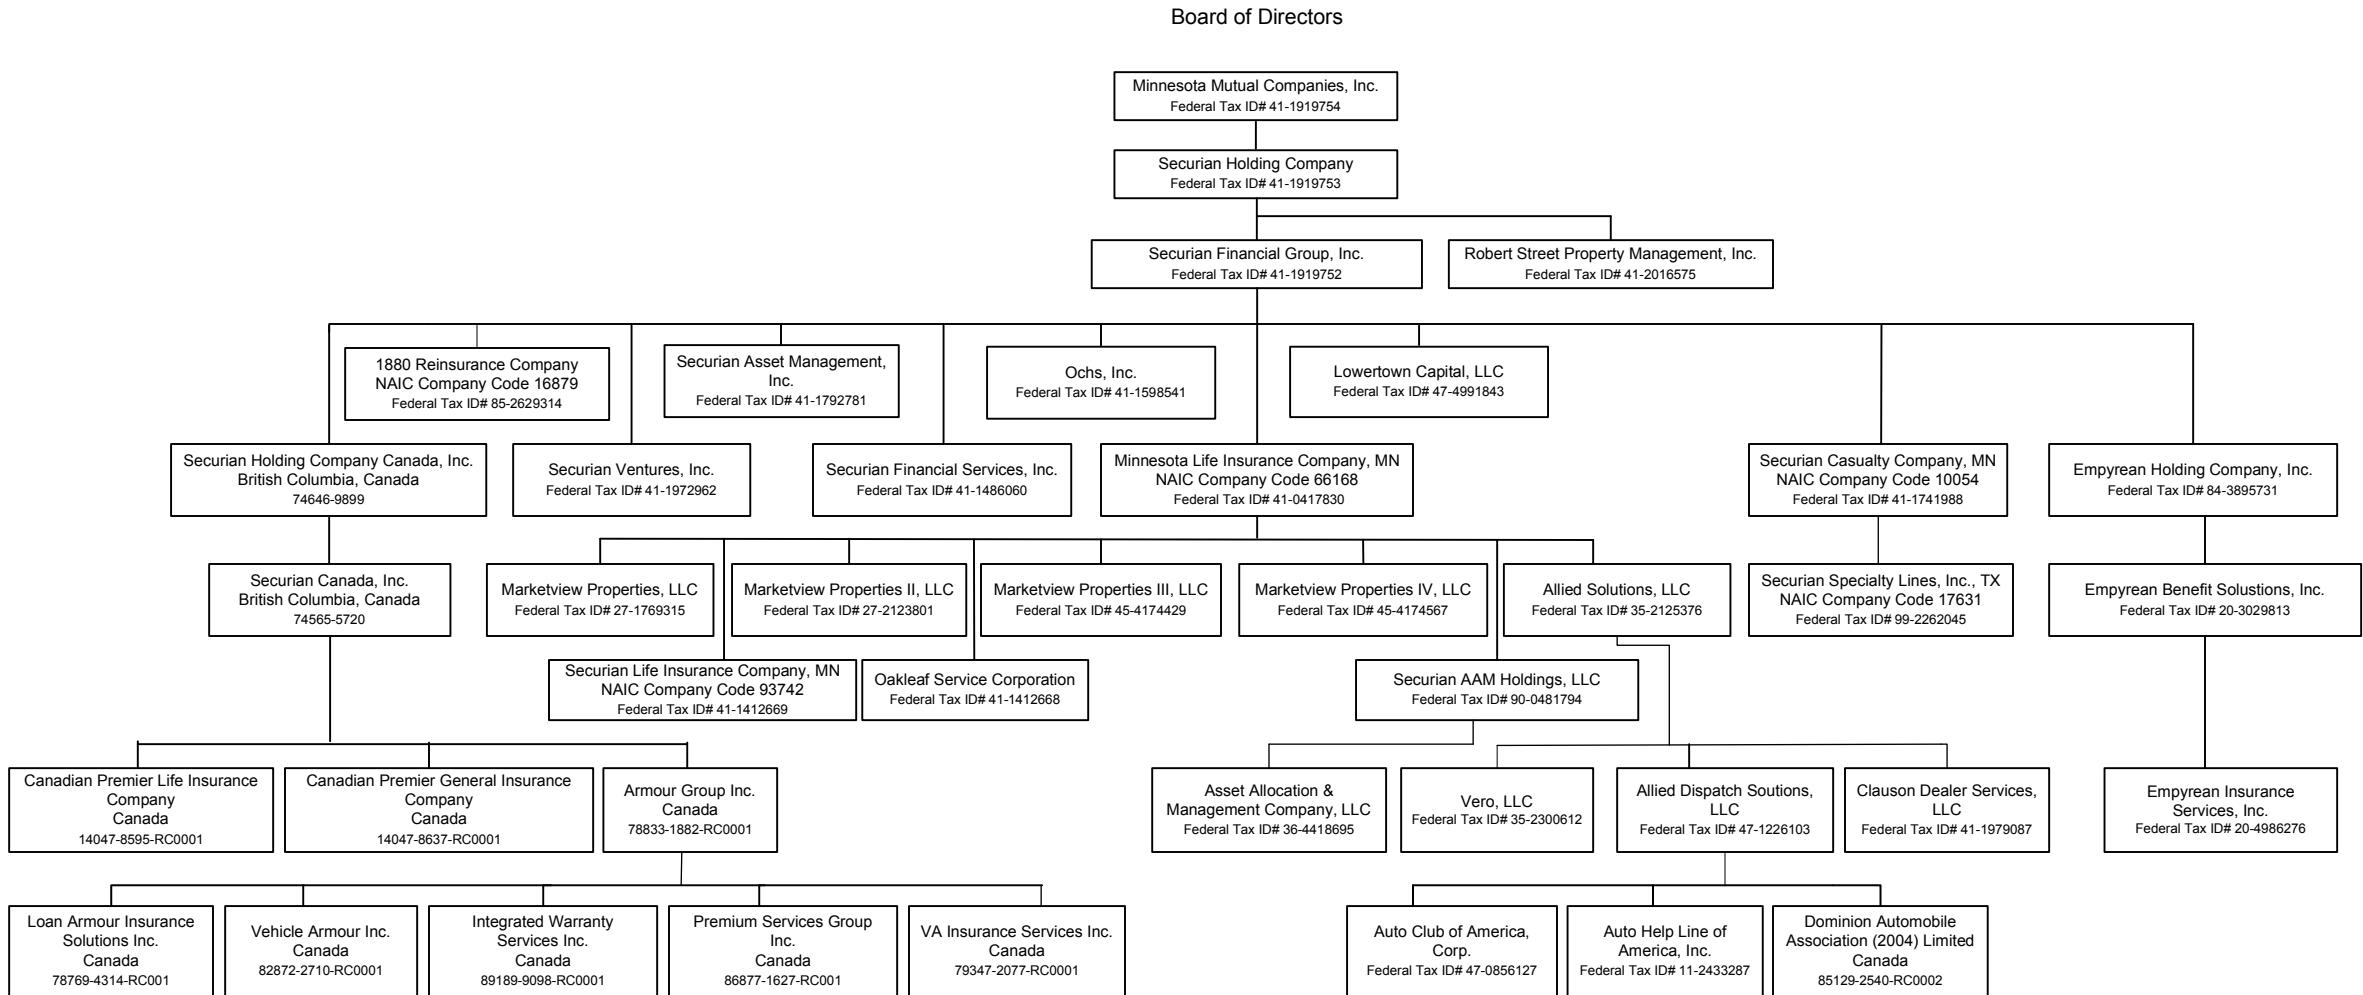 Board of Directors
Minnesota Mutual Companies, Inc.
Federal Tax ID# 41-1919754
Securian Holding Company
Federal Tax ID# 41-1919753
Securian Financial Group, Inc.
Federal Tax ID# 41-1919752
Robert Street Property Management, Inc.
Federal Tax ID# 41-2016575
1880 Reinsurance Company
NAIC Company Code 16879
Federal Tax ID# 85-2629314
Securian Asset Management,
Inc.
Federal Tax ID# 41-1792781
Ochs, Inc.
Federal Tax ID# 41-1598541
Lowertown Capital, LLC
Federal Tax ID# 47-4991843
Securian Holding Company Canada, Inc.
British Columbia, Canada
74646-9899
Securian Ventures, Inc.
Federal Tax ID# 41-1972962
Securian Financial Services, Inc.
Federal Tax ID# 41-1486060
Minnesota Life Insurance Company, MN
NAIC Company Code 66168
Federal Tax ID# 41-0417830
Securian Casualty Company, MN
NAIC Company Code 10054
Federal Tax ID# 41-1741988
Empyrean Holding Company, Inc.
Federal Tax ID# 84-3895731
Securian Canada, Inc.
British Columbia, Canada
74565-5720
Marketview Properties, LLC
Federal Tax ID# 27-1769315
Marketview Properties II, LLC
Federal Tax ID# 27-2123801
Marketview Properties III, LLC
Federal Tax ID# 45-4174429
Marketview Properties IV, LLC
Federal Tax ID# 45-4174567
Allied Solutions, LLC
Federal Tax ID# 35-2125376
Securian Specialty Lines, Inc., TX
NAIC Company Code 17631
Federal Tax ID# 99-2262045
Empyrean Benefit Solustions, Inc.
Federal Tax ID# 20-3029813
Securian Life Insurance Company, MN
NAIC Company Code 93742
Federal Tax ID# 41-1412669
Oakleaf Service Corporation
Federal Tax ID# 41-1412668
Securian AAM Holdings, LLC
Federal Tax ID# 90-0481794
Canadian Premier Life Insurance
Company
Canada
14047-8595-RC0001
Canadian Premier General Insurance
Company
Canada
14047-8637-RC0001
Armour Group Inc.
Canada
78833-1882-RC0001
Asset Allocation &
Management Company, LLC
Federal Tax ID# 36-4418695
Vero, LLC
Federal Tax ID# 35-2300612
Allied Dispatch Soutions,
LLC
Federal Tax ID# 47-1226103
Clauson Dealer Services,
LLC
Federal Tax ID# 41-1979087
Empyrean Insurance
Services, Inc.
Federal Tax ID# 20-4986276
Loan Armour Insurance
Solutions Inc.
Canada
78769-4314-RC001
Vehicle Armour Inc.
Canada
82872-2710-RC0001
Integrated Warranty
Services Inc.
Canada
89189-9098-RC0001
Premium Services Group
Inc.
Canada
86877-1627-RC001
VA Insurance Services Inc.
Canada
79347-2077-RC0001
Auto Club of America,
Corp.
Federal Tax ID# 47-0856127
Auto Help Line of
America, Inc.
Federal Tax ID# 11-2433287
Dominion Automobile
Association (2004) Limited
Canada
85129-2540-RC0002